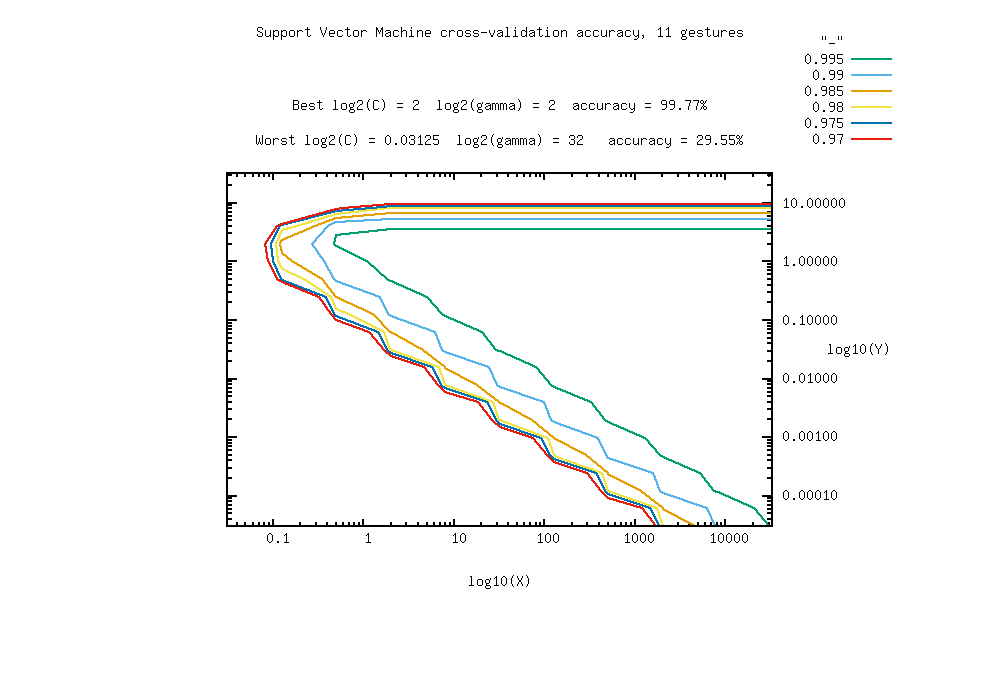 Support Vector Machine cross-validation accuracy, 11 gestures
"_"
0.995
0.99
0.985
0.98
0.975
0.97
Best log2(C) = 2  log2(gamma) = 2  accuracy = 99.77%
Worst log2(C) = 0.03125  log2(gamma) = 32   accuracy = 29.55%
10.00000
1.00000
0.10000
log10(Y)
0.01000
0.00100
0.00010
0.1 1 10 100 1000 10000
log10(X)